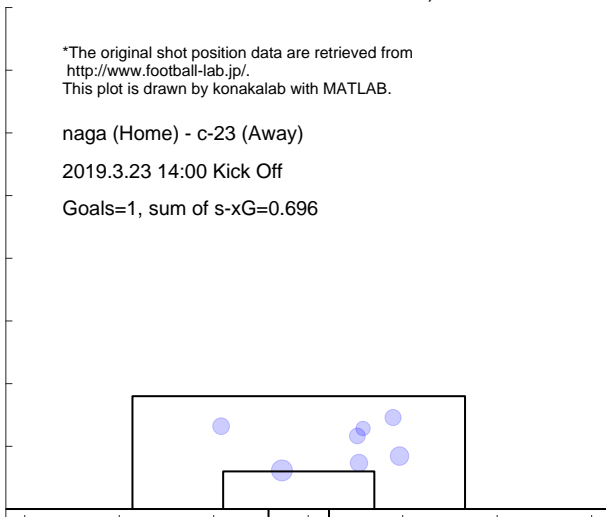 *The original shot position data are retrieved from
http://www.football-lab.jp/.
This plot is drawn by konakalab with MATLAB.
naga (Home) - c-23 (Away)
2019.3.23 14:00 Kick Off
Goals=1, sum of s-xG=0.696